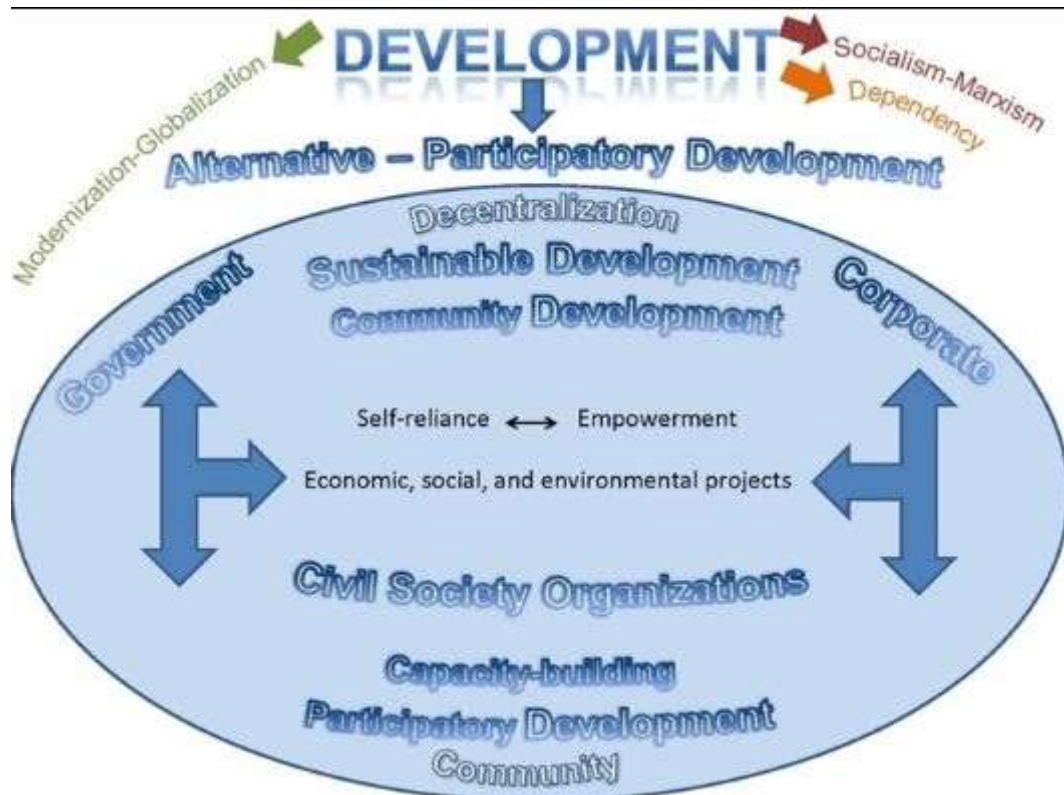 DEVELOPMENT
Modernization-Globalization
Socialism-Marxism
Dependency
Alternative – Participatory Development
Decentralization
Sustainable Development
Community Development
Government
Corporate
Self-reliance ↔ Empowerment
Economic, social, and environmental projects
Civil Society Organizations
Capacity-building
Participatory Development
Community